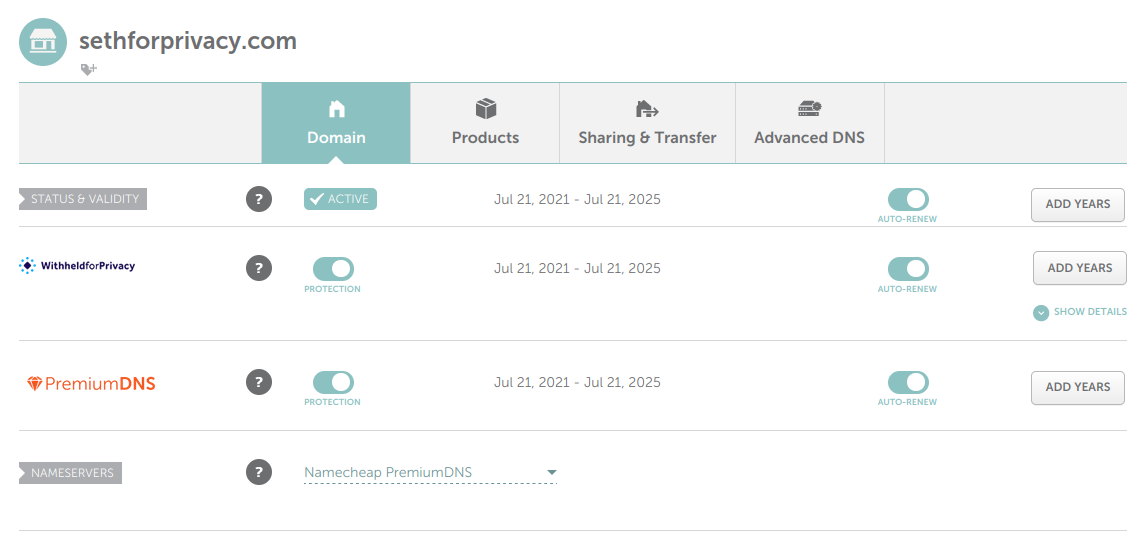 sethforprivacy.com
Domain
Products
Sharing & Transfer
Advanced DNS
STATUS & VALIDITY
?
ACTIVE
Jul 21, 2021 - Jul 21, 2025
AUTO-RENEW
ADD YEARS
WithheldforPrivacy
?
PROTECTION
Jul 21, 2021 - Jul 21, 2025
AUTO-RENEW
ADD YEARS
SHOW DETAILS
PremiumDNS
?
PROTECTION
Jul 21, 2021 - Jul 21, 2025
AUTO-RENEW
ADD YEARS
NAMESERVERS
?
Namecheap PremiumDNS